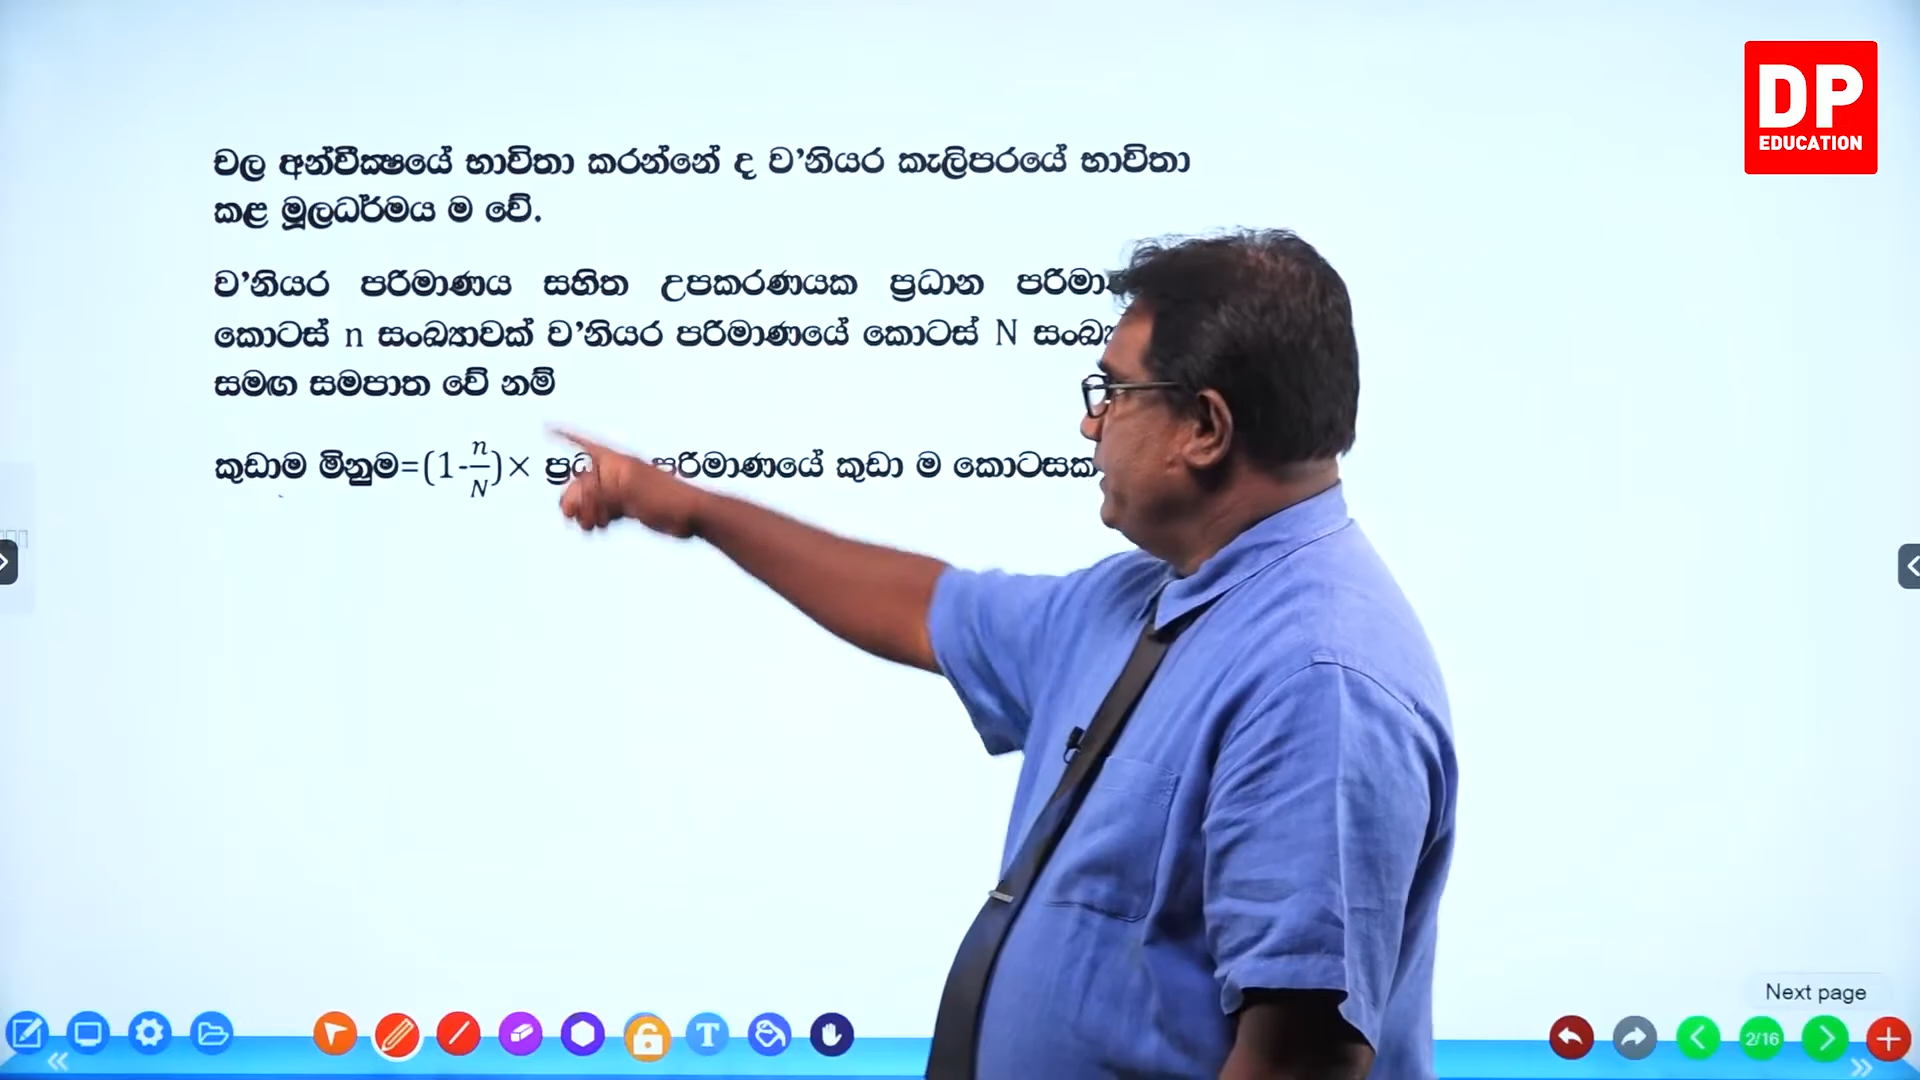 DP
EDUCATION
චල අන්වීක්ෂයේ භාවිතා කරන්නේ ද ව’නියර කැලිපරයේ භාවිතා
කළ මූලධර්මය ම වේ.
ව’නියර පරිමාණය සහිත උපකරණයක ප්‍රධාන
කොටස් n සංඛ්‍යාවක් ව’නියර පරිමාණයේ කොටස් N
සමඟ සමපාත වේ නම්
කුඩාම මිනුම=(1-n/N)× පරිමාණයේ කුඩා ම
Next page
T
2/16